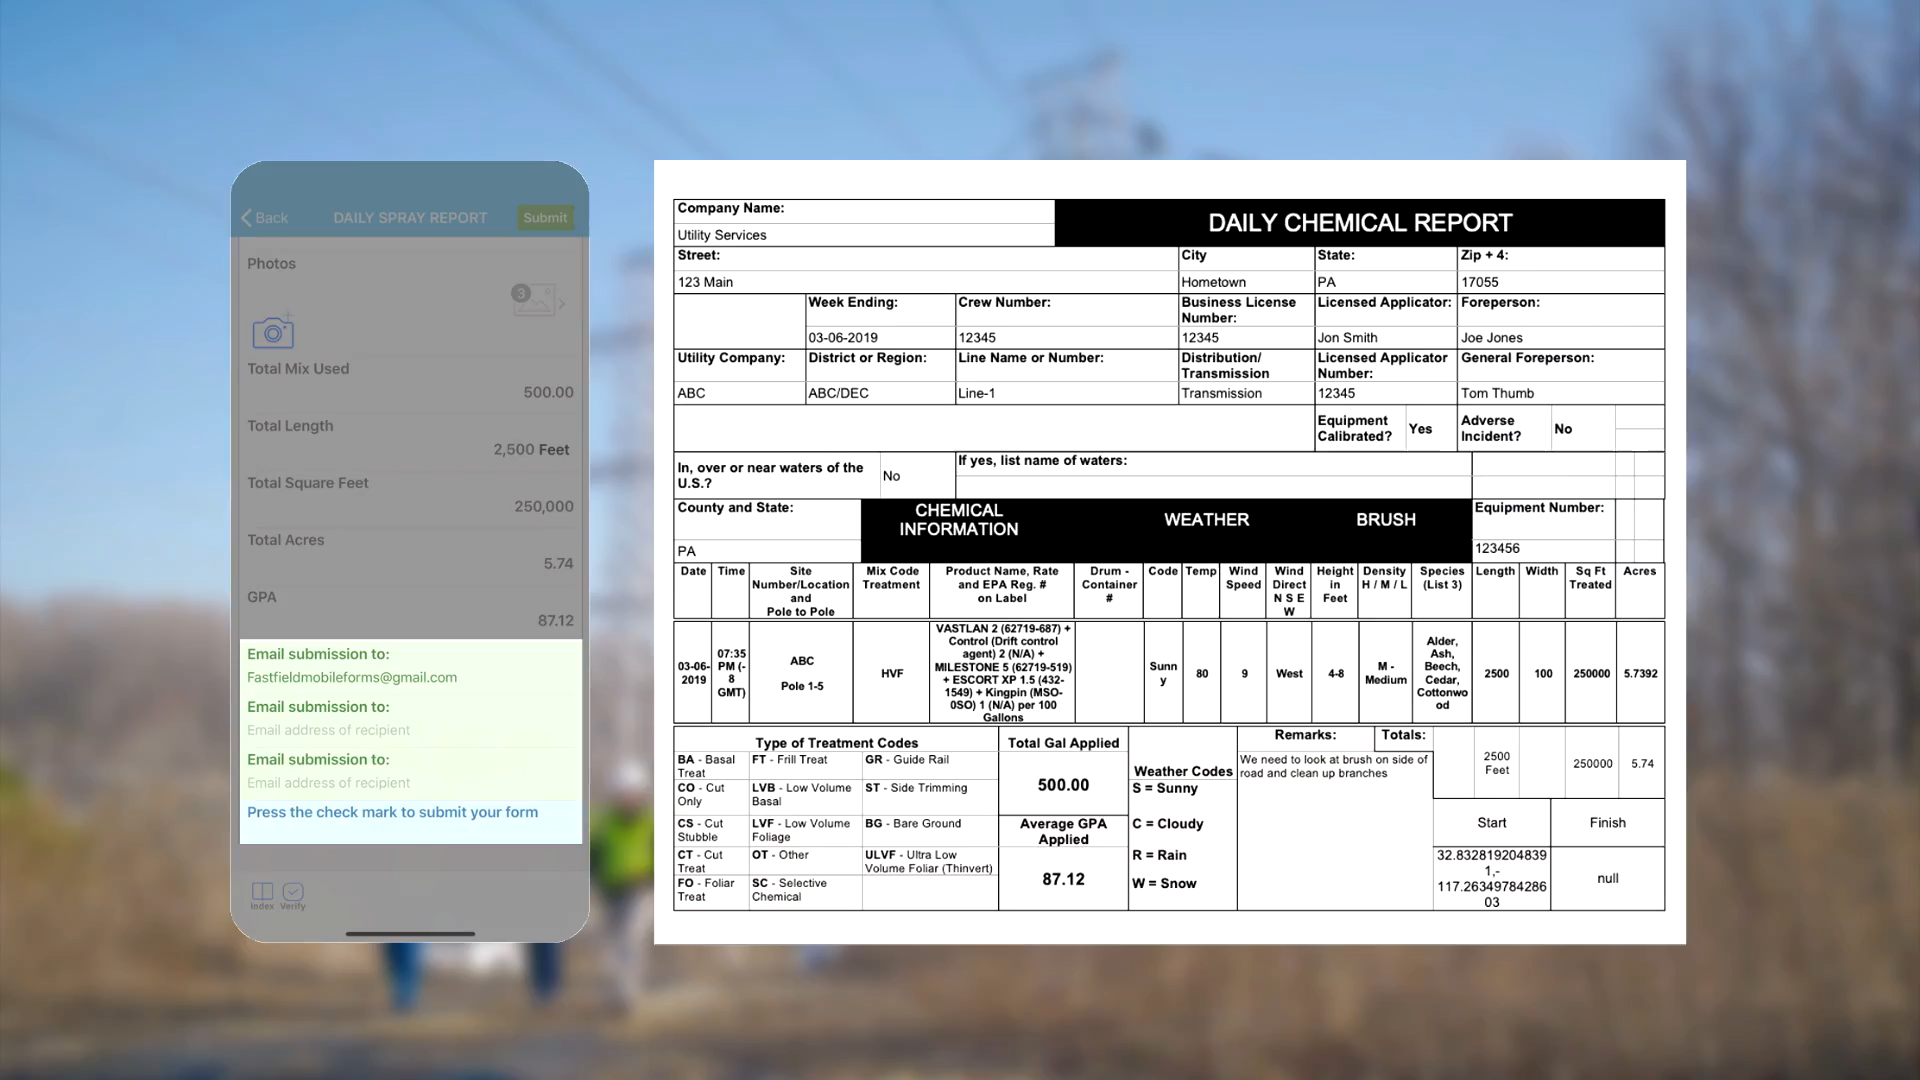 Back
DAILY SPRAY REPORT
Submit
Photos
3
Total Mix Used
500.00
Total Length
2,500 Feet
Total Square Feet
250,000
Total Acres
5.74
GPA
87.12
Email submission to:
Fastfieldmobileforms@gmail.com
Email submission to:
Email address of recipient
Email submission to:
Email address of recipient
Press the check mark to submit your form
Index Verify
Company Name:
Utility Services
DAILY CHEMICAL REPORT
Street: City State: Zip + 4:
123 Main Hometown PA 17055
Week Ending: Crew Number: Business License Licensed Applicator: Foreperson:
Number:
03-06-2019 12345 12345 Jon Smith Joe Jones
Utility Company: District or Region: Line Name or Number: Distribution/ Licensed Applicator General Foreperson:
Transmission Number:
ABC ABC/DEC Line-1 Transmission 12345 Tom Thumb
Equipment Yes Adverse No
Calibrated? Incident?
In, over or near waters of the No If yes, list name of waters:
U.S.?
County and State: CHEMICAL WEATHER BRUSH Equipment Number:
INFORMATION
PA 123456
Date Time Site Mix Code Product Name, Rate Drum - Code Temp Wind Wind Height Density Species Length Width Sq Ft Acres
Number/Location Treatment and EPA Reg. # Container Speed Direct in H / M / L (List 3) Treated
and on Label # N S E Feet
Pole to Pole W
VASTLAN 2 (62719-687) +
Control (Drift control Alder,
07:35 agent) 2 (N/A) + Ash,
03-06- PM (- ABC HVF MILESTONE 5 (62719-519) Sunn 80 9 West 4-8 M - Beech, 2500 100 250000 5.7392
2019 8 Pole 1-5 + ESCORT XP 1.5 (432- y Medium Cedar,
GMT) 1549) + Kingpin (MSO- Cottonwo
0SO) 1 (N/A) per 100 od
Gallons
Type of Treatment Codes Total Gal Applied Remarks: Totals:
BA - Basal FT - Frill Treat GR - Guide Rail We need to look at brush on side of 2500 250000 5.74
Treat Weather Codes road and clean up branches Feet
CO - Cut LVB - Low Volume ST - Side Trimming 500.00 S = Sunny
Only Basal
CS - Cut LVF - Low Volume BG - Bare Ground Average GPA C = Cloudy Start Finish
Stubble Foliage Applied
CT - Cut OT - Other ULVF - Ultra Low R = Rain 32.832819204839
Treat Volume Foliar (Thinvert) 1,-
FO - Foliar SC - Selective 87.12 W = Snow 117.26349784286 null
Treat Chemical 03